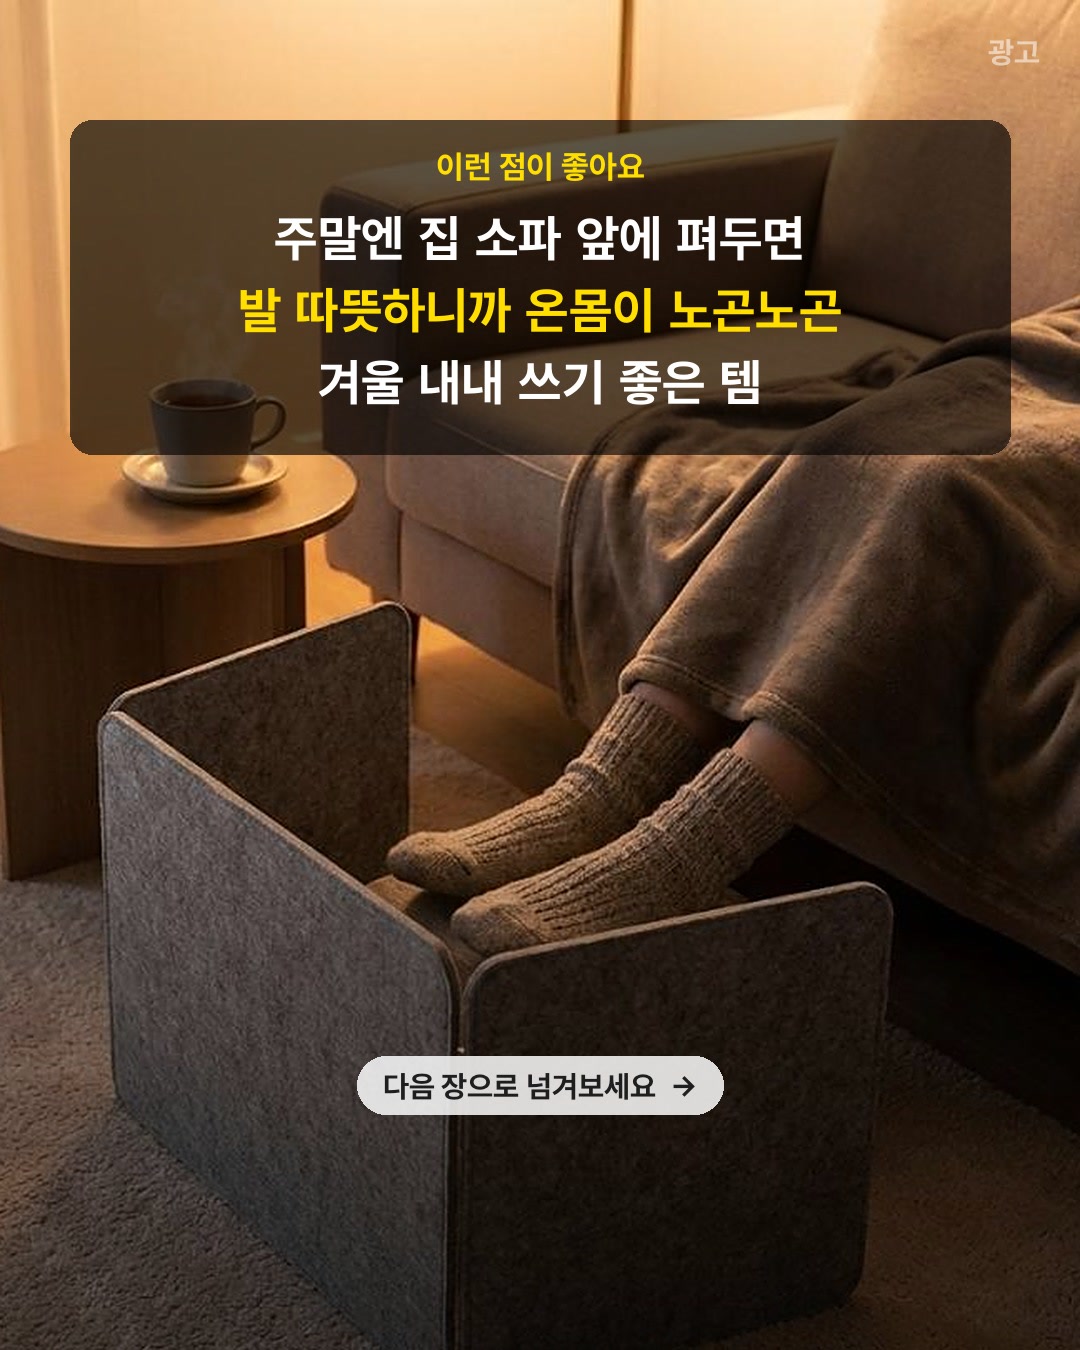 광고
이런 점이 좋아요
주말엔 집 소파 앞에 펴두면
발 따뜻하니까 온몸이 노곤노곤
겨울 내내 쓰기 좋은 템
다음 장으로 넘겨보세요 →